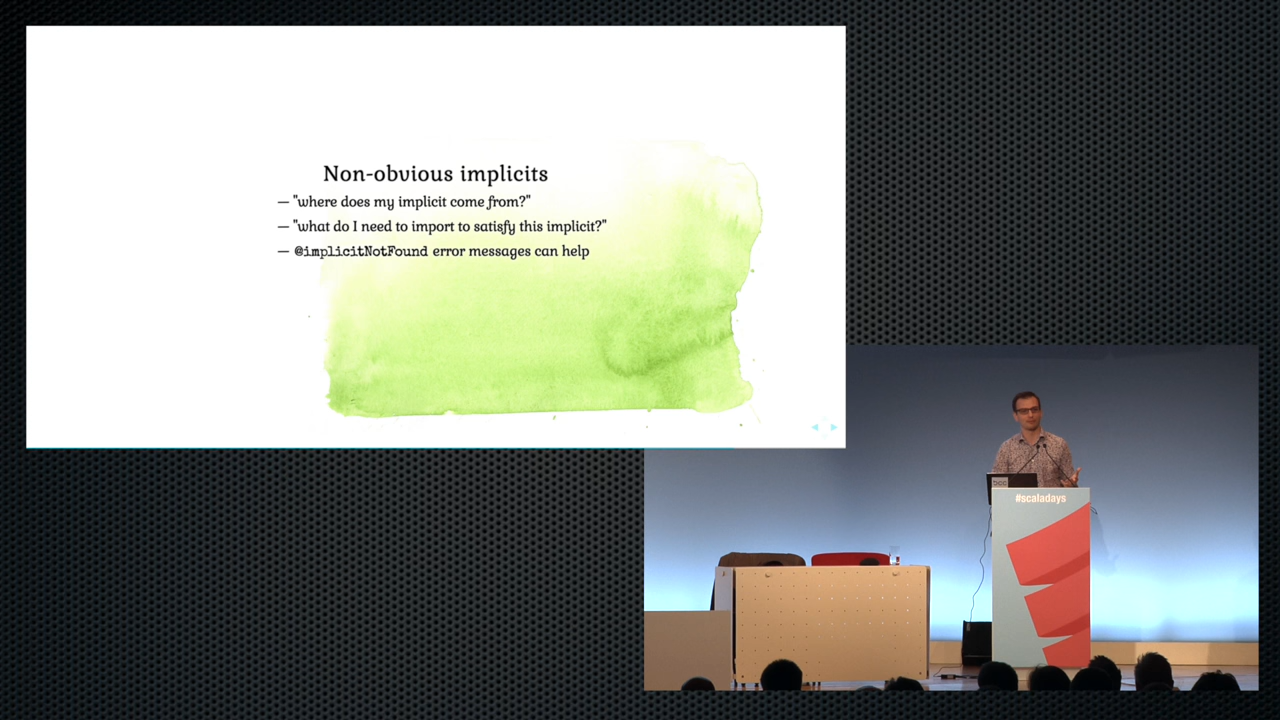 Non-obvious implicits
— "where does my implicit come from?"
— "what do I need to import to satisfy this implicit?"
— @implicitNotFound error messages can help
#scaladays